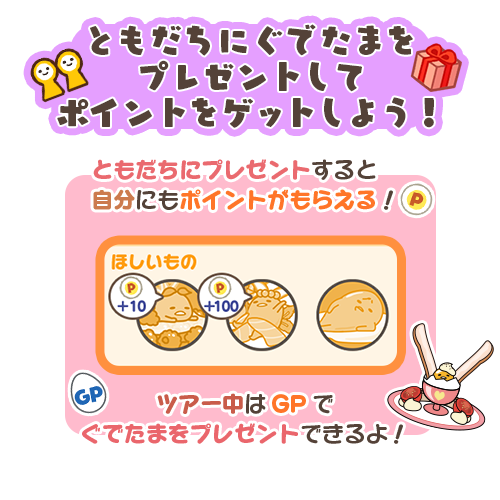 ともだちにぐでたまを
プレゼントして
ポイントをゲットしよう！
ともだちにプレゼントすると
自分にもポイントがもらえる！
P
ほしいもの
P
+10
P
+100
GP
ツアー中はGPで
ぐでたまをプレゼントできるよ！